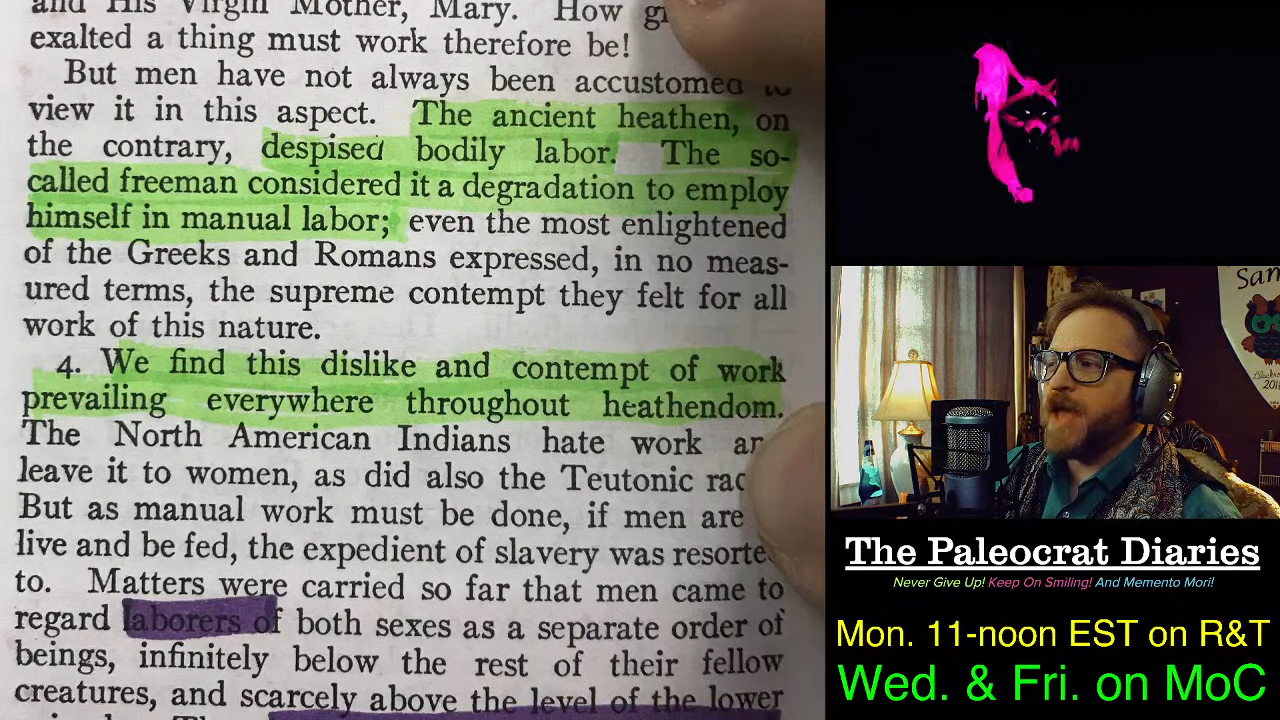 and His Virgin Mother, Mary. How
exalted a thing must work therefore be!
But men have not always been accustomed to
view it in this aspect. The ancient heathen, on
the contrary, despised bodily labor. The so-
called freeman considered it a degradation to employ
himself in manual labor; even the most enlightened
of the Greeks and Romans expressed, in no meas-
ured terms, the supreme contempt they felt for all
work of this nature.
4. We find this dislike and contempt of work
prevailing everywhere throughout heathendom.
The North American Indians hate work
leave it to women, as did also the Teutonic
But as manual work must be done, if men are
live and be fed, the expedient of slavery was
to. Matters were carried so far that men came to
regard laborers of both sexes as a separate order of
beings, infinitely below the rest of their fellow
creatures, and scarcely above the level of the lower
The Paleocrat Diaries
Never Give Up! Keep On Smiling! And Memento Mori!
Mon. 11-noon EST on R&T
Wed. & Fri. on MoC